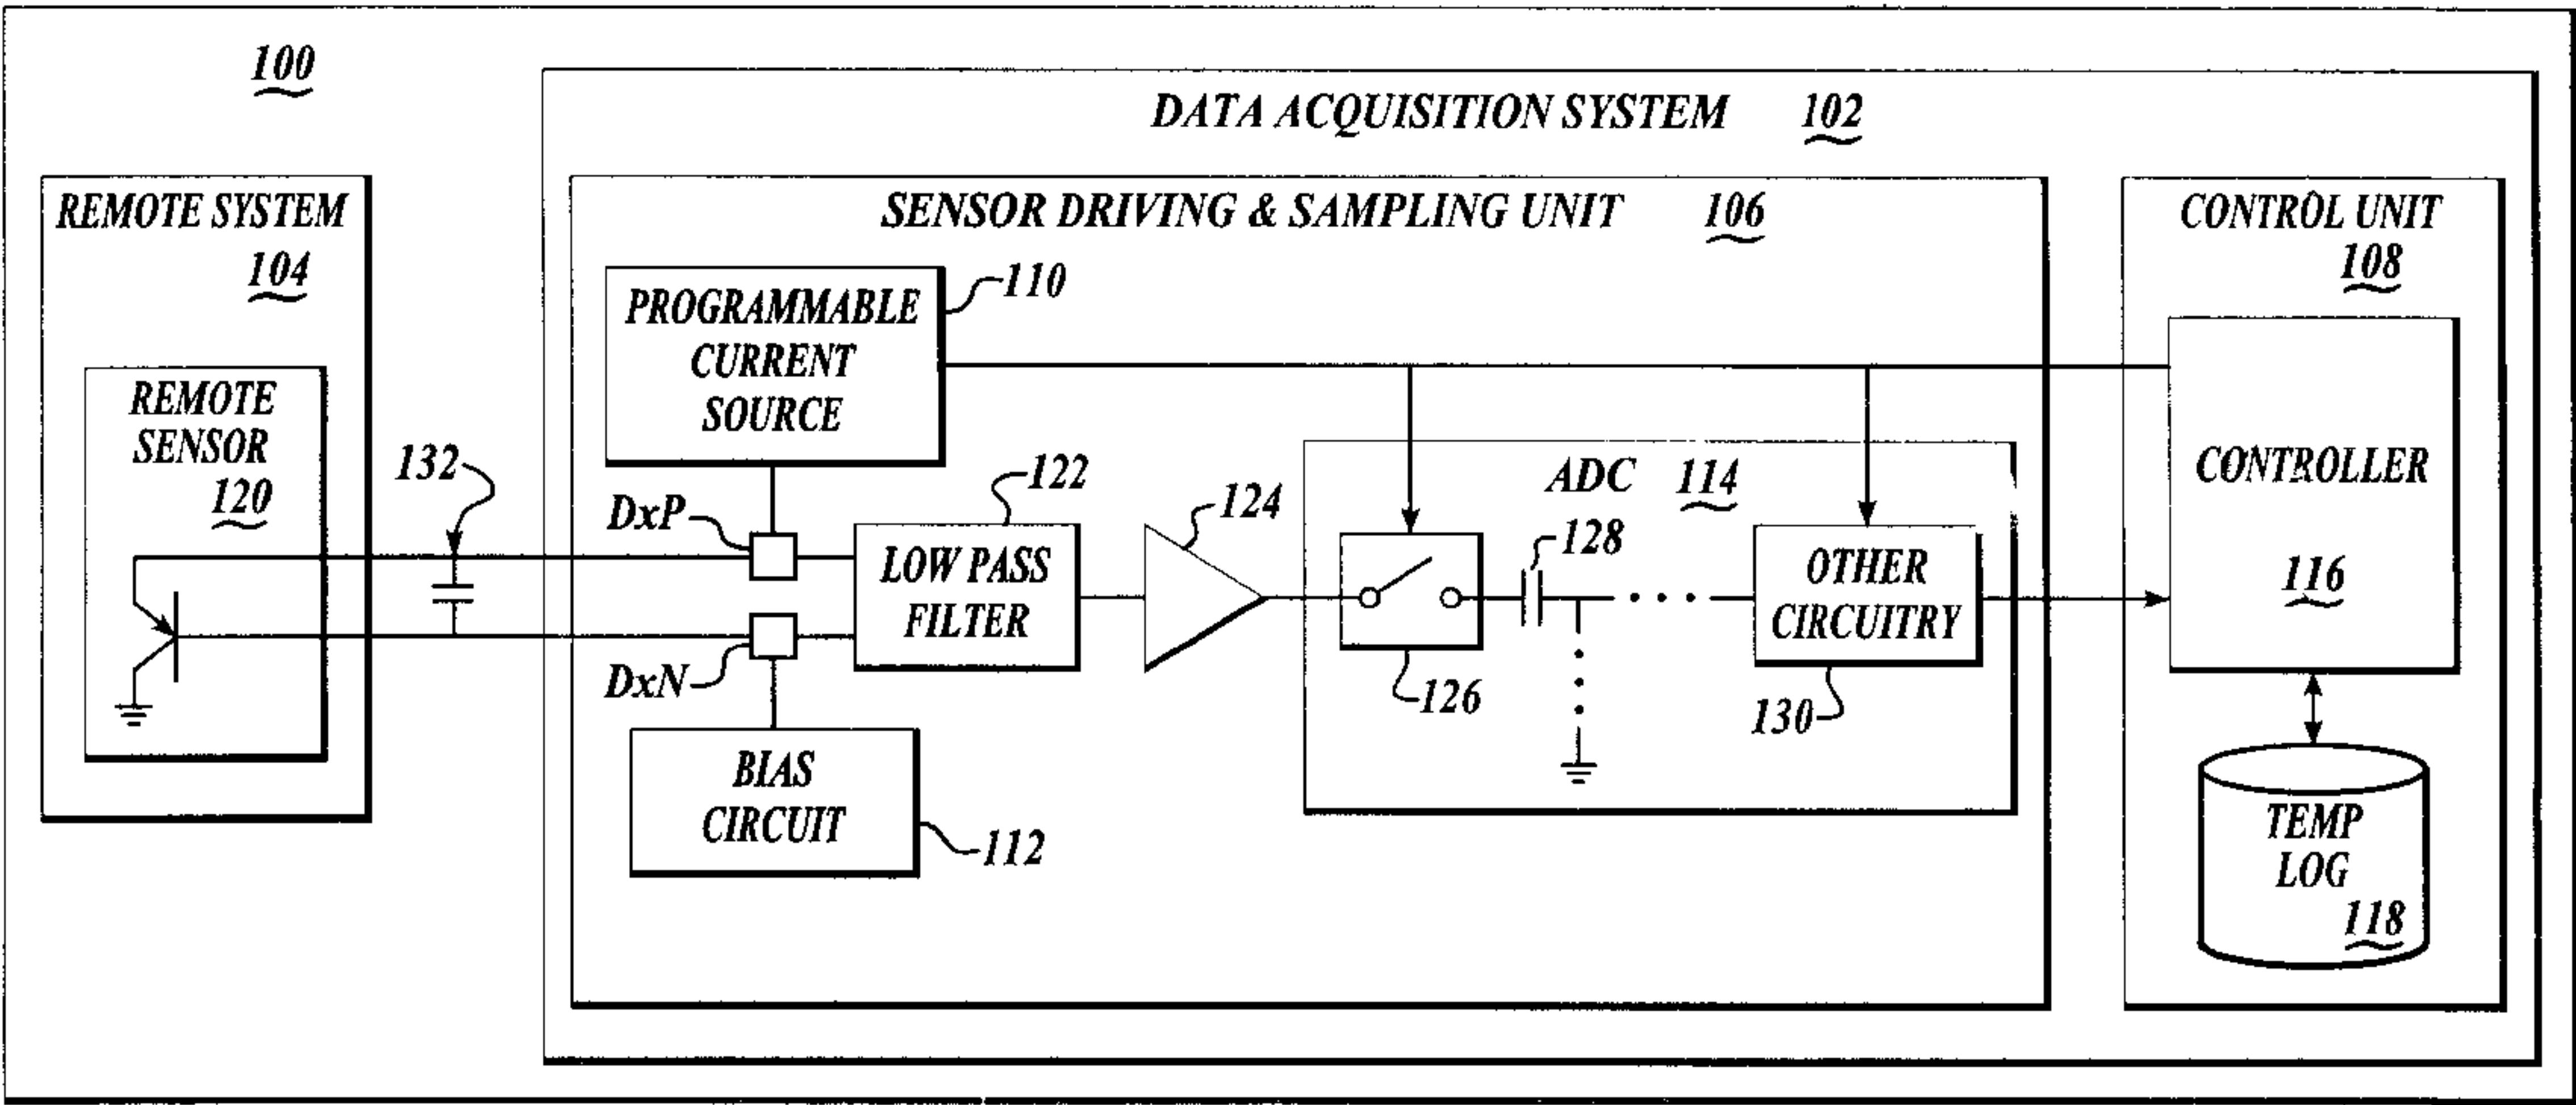 100
DATA ACQUISITION SYSTEM 102
REMOTE SYSTEM
104
REMOTE
SENSOR
120
132
SENSOR DRIVING & SAMPLING UNIT 106
PROGRAMMABLE
CURRENT
SOURCE
110
DxP
DxN
LOW PASS
FILTER
122
BIAS
CIRCUIT
112
124
ADC 114
126
128
OTHER
CIRCUITRY
130
CONTROL UNIT
108
CONTROLLER
116
TEMP
LOG
118